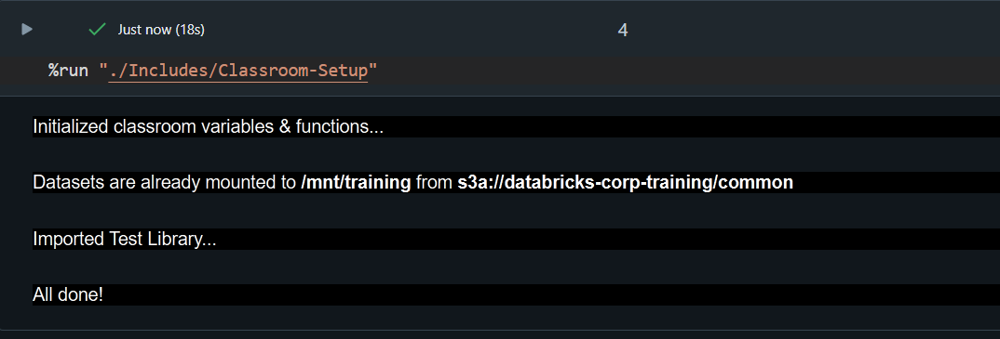 Just now (18s)
4
%run "./Includes/Classroom-Setup"
Initialized classroom variables & functions...
Datasets are already mounted to /mnt/training from s3a://databricks-corp-training/common
Imported Test Library...
All done!